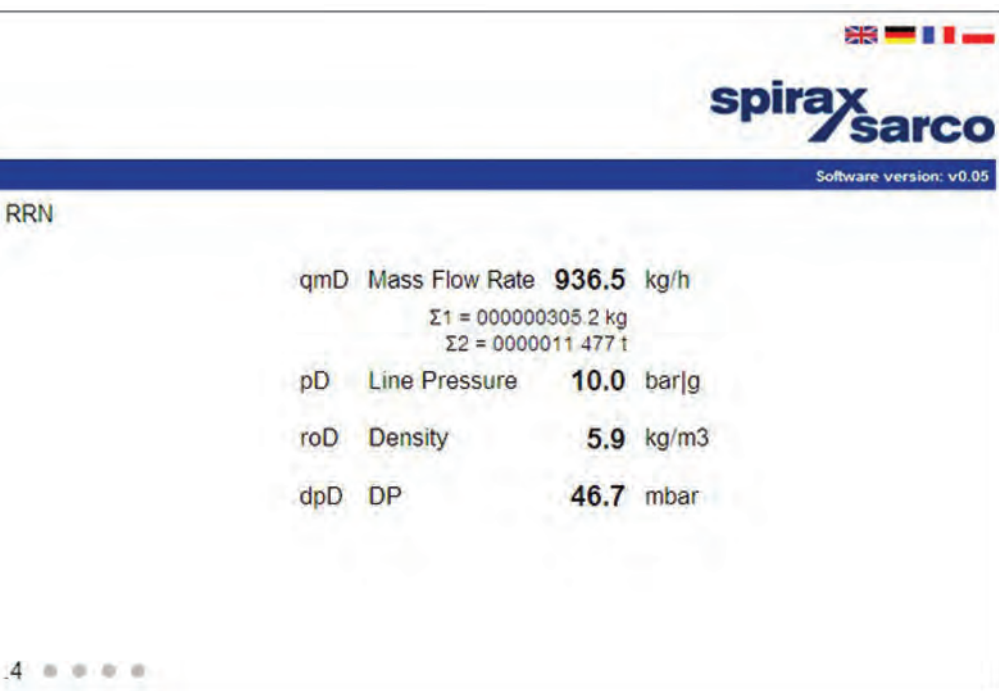 spirax
sarco
Software version: v0.05
RRN
qmD Mass Flow Rate 936.5 kg/h
Σ1 = 000000305.2 kg
Σ2 = 0000011.477 t
pD Line Pressure 10.0 bar|g
roD Density 5.9 kg/m3
dpD DP 46.7 mbar
.4